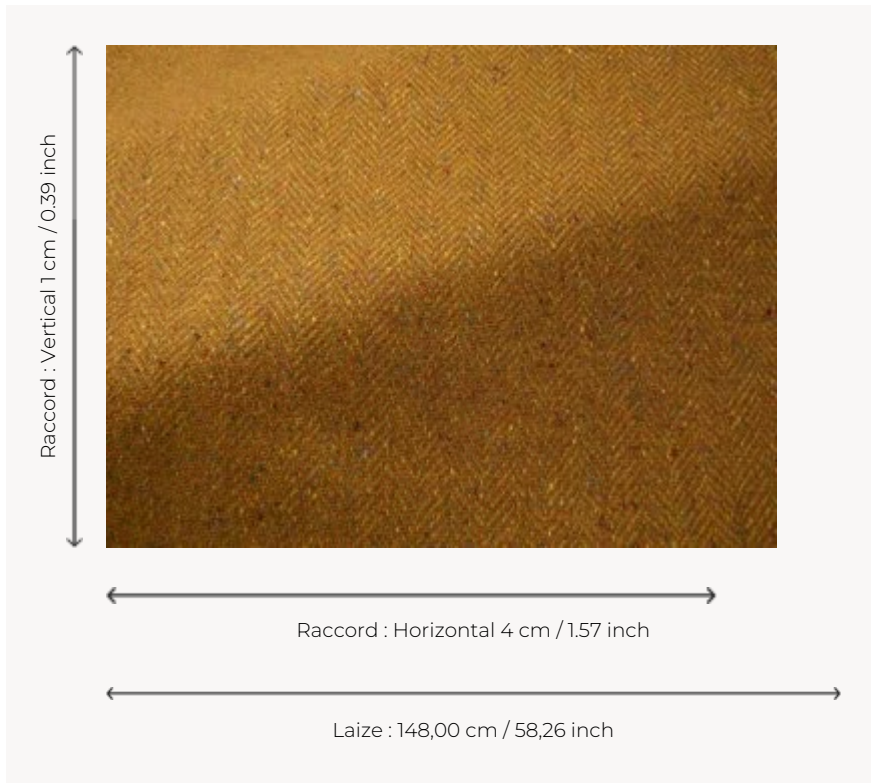 Raccord : Vertical 1 cm / 0.39 inch
Raccord : Horizontal 4 cm / 1.57 inch
Laize : 148,00 cm / 58,26 inch